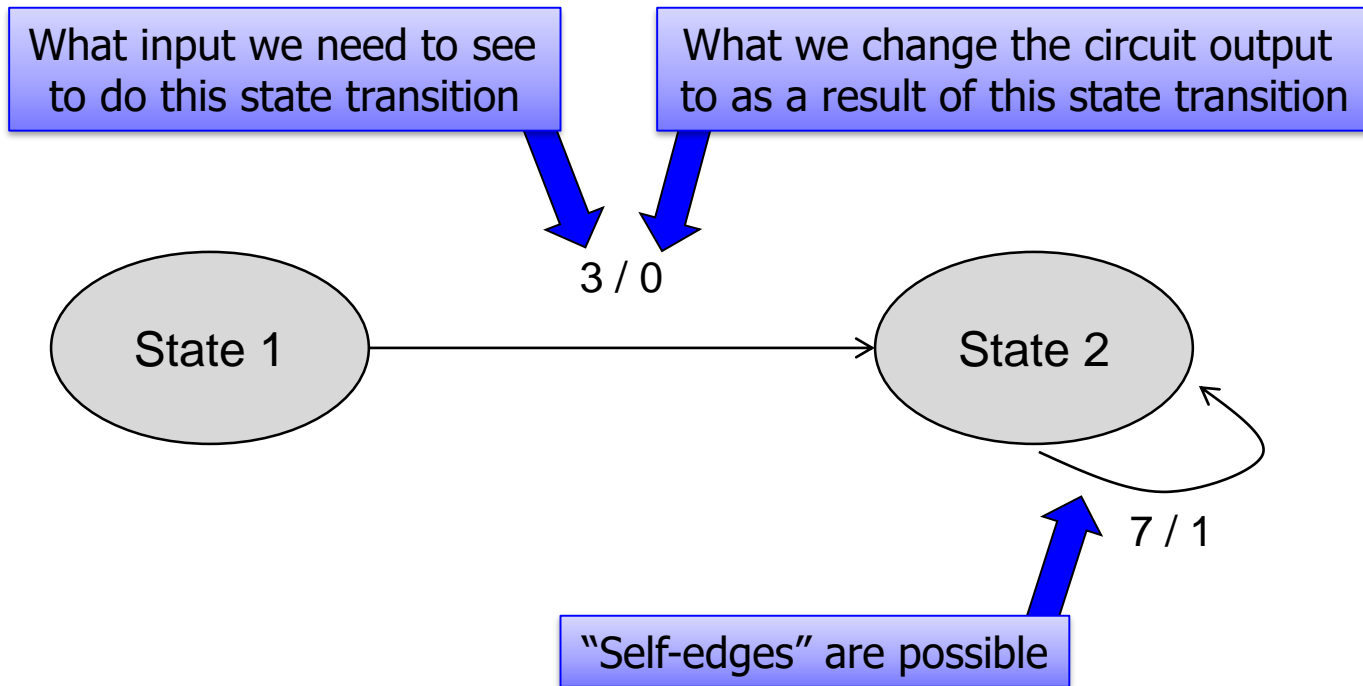 What input we need to see
to do this state transition
What we change the circuit output
to as a result of this state transition
3 / 0
State 1
State 2
7 / 1
“Self-edges” are possible